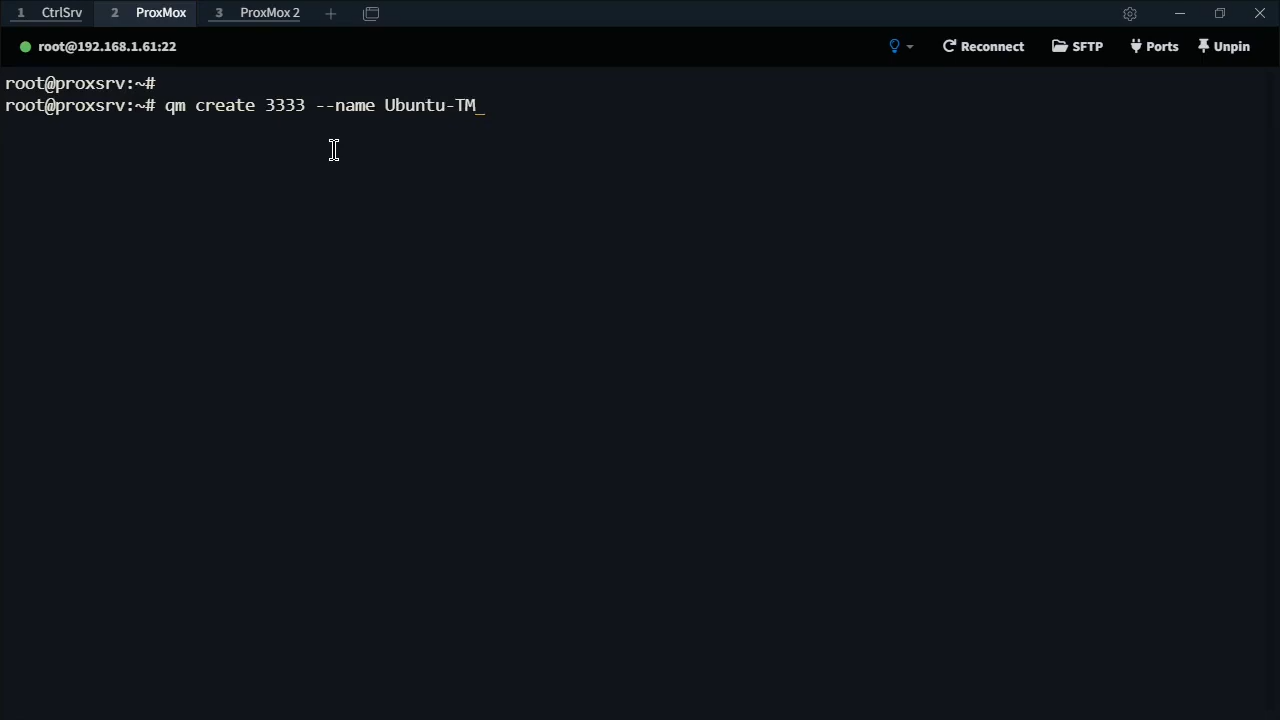 1 CtrlSrv 2 ProxMox 3 ProxMox 2
root@192.168.1.61:22 Reconnect SFTP Ports Unpin
root@proxsrv:~#
root@proxsrv:~# qm create 3333 --name Ubuntu-TM_